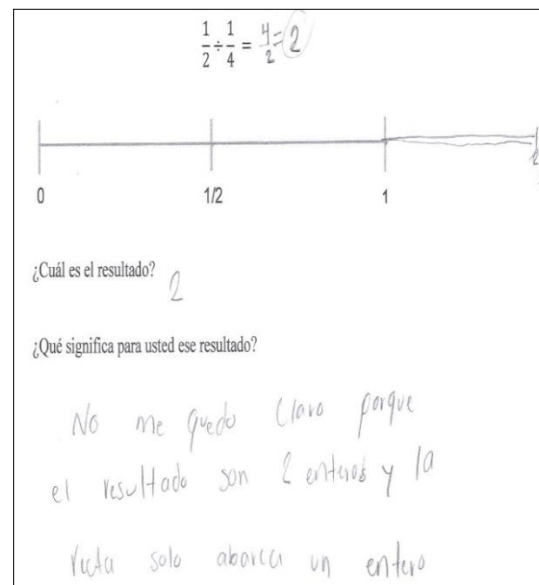 1/2 ÷ 1/4 = 4/2 = 2
0 1/2 1 2
¿Cuál es el resultado? 2
¿Qué significa para usted ese resultado?
No me quedo claro porque
el resultado son 2 enteros y la
recta solo abarca un entero